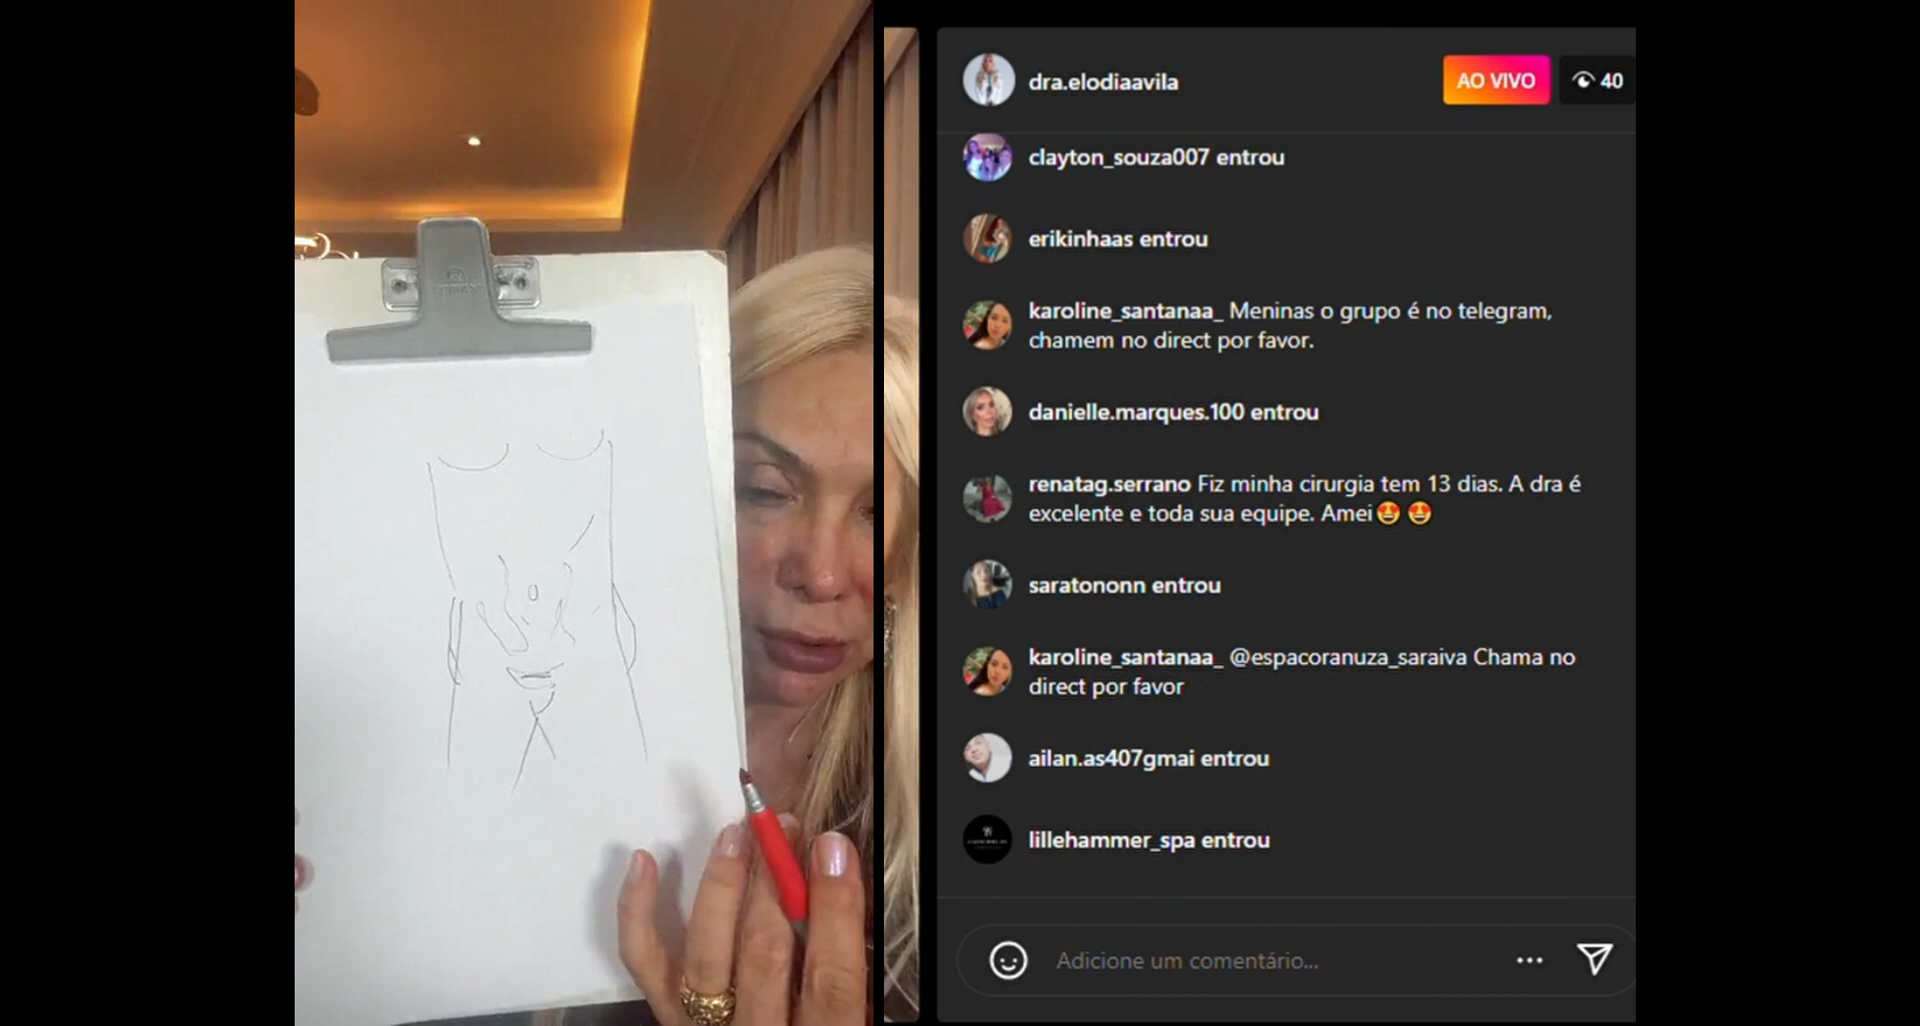 dra.elodiaavila
AO VIVO
40
clayton_souza007 entrou
erikinhaas entrou
karoline_santanaa_ Meninas o grupo é no telegram,
chamem no direct por favor.
danielle.marques.100 entrou
renatag.serrano Fiz minha cirurgia tem 13 dias. A dra é
excelente e toda sua equipe. Amei🤩 🤩
saratononn entrou
karoline_santanaa_ @espacoranuza_saraiva Chama no
direct por favor
ailan.as407gmai entrou
lillehammer_spa entrou
Adicione um comentário...